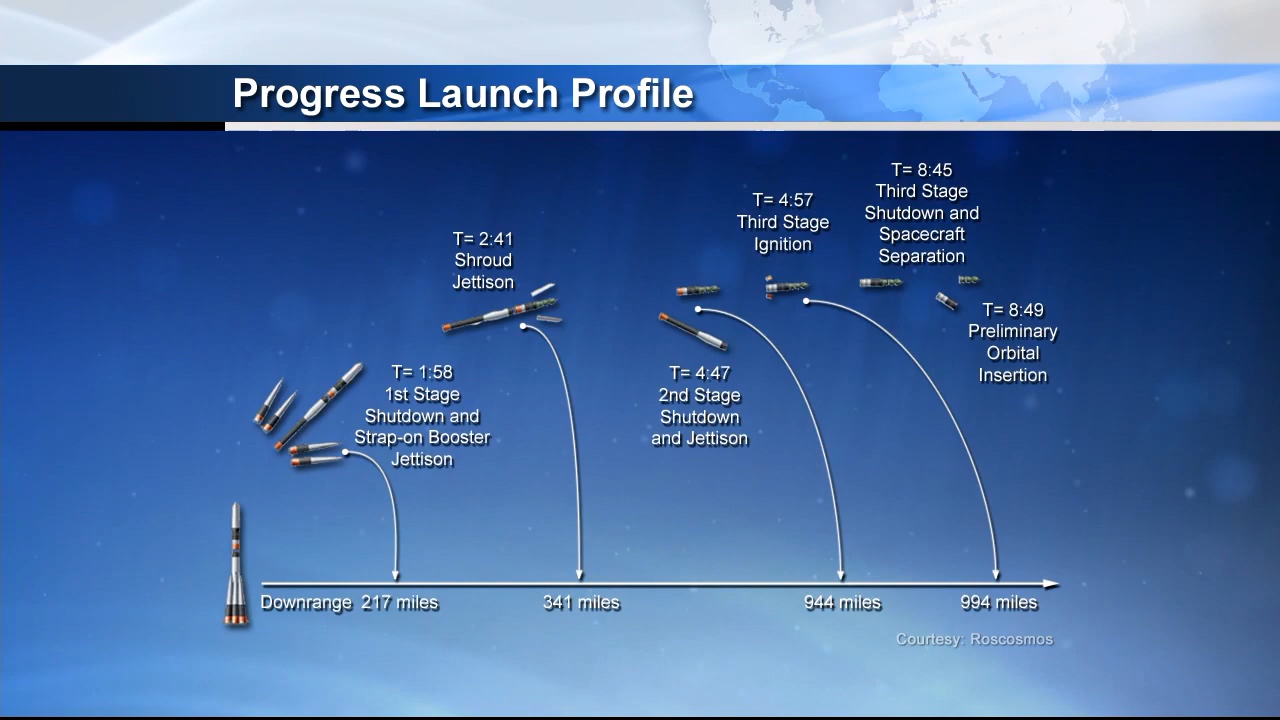 Progress Launch Profile
T= 8:45
Third Stage
Shutdown and
Spacecraft
Separation
T= 4:57
Third Stage
Ignition
T= 2:41
Shroud
Jettison
T= 8:49
Preliminary
Orbital
Insertion
T= 1:58
1st Stage
Shutdown and
Strap-on Booster
Jettison
T= 4:47
2nd Stage
Shutdown
and Jettison
Downrange 217 miles 341 miles 944 miles 994 miles
Courtesy: Roscosmos